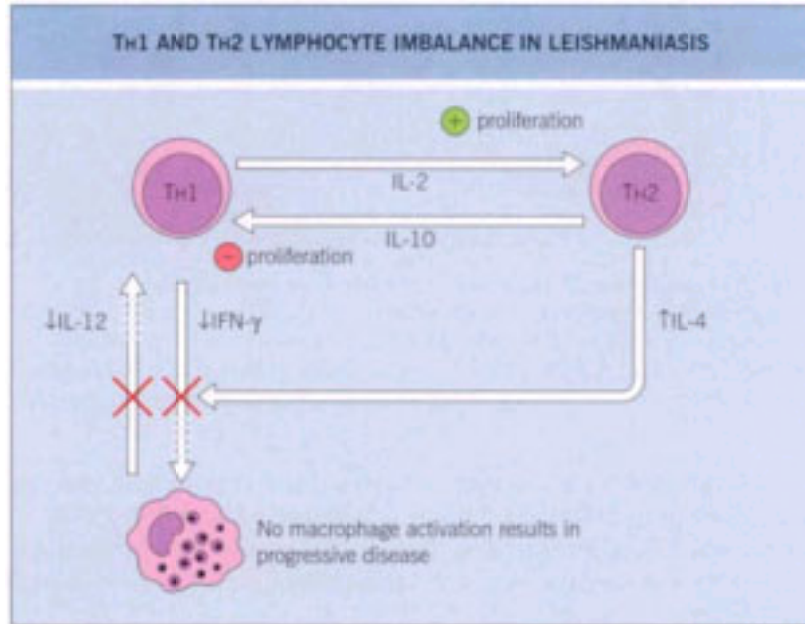 TH1 AND TH2 LYMPHOCYTE IMBALANCE IN LEISHMANIASIS
+ proliferation
TH1
IL-2
TH2
IL-10
− proliferation
↓IL-12
↓IFN-γ
↑IL-4
No macrophage activation results in
progressive disease